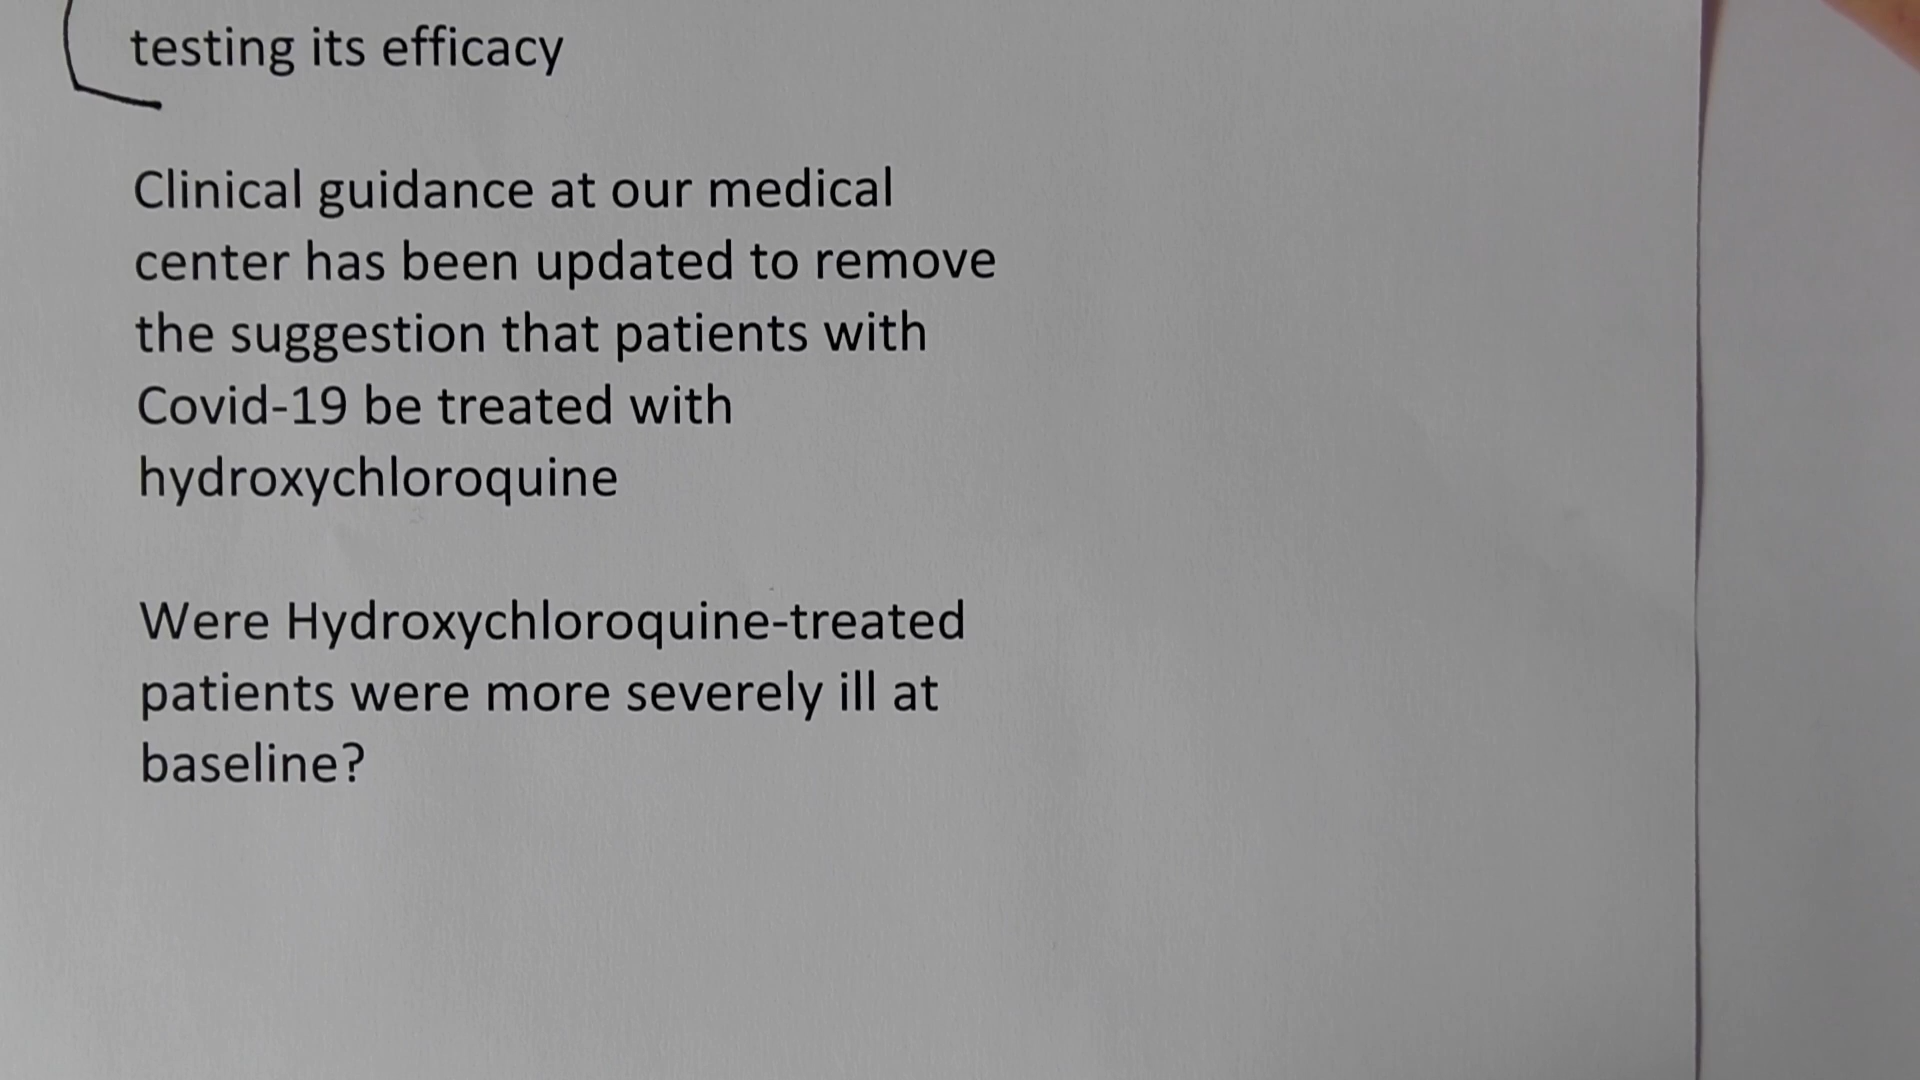 testing its efficacy
Clinical guidance at our medical
center has been updated to remove
the suggestion that patients with
Covid-19 be treated with
hydroxychloroquine
Were Hydroxychloroquine-treated
patients were more severely ill at
baseline?